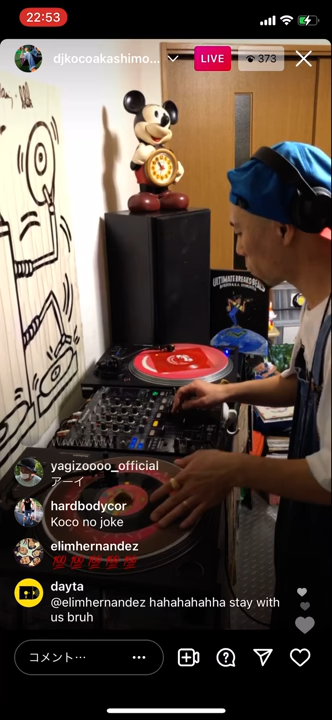 22:53
djkocoakashimo...
LIVE
373
ULTIMATE BREAKS & BEATS
yagizoooo_official
アーイ
hardbodycor
Koco no joke
elimhernandez
💯💯💯💯💯
dayta
@elimhernandez hahahahahha stay with
us bruh
コメント…